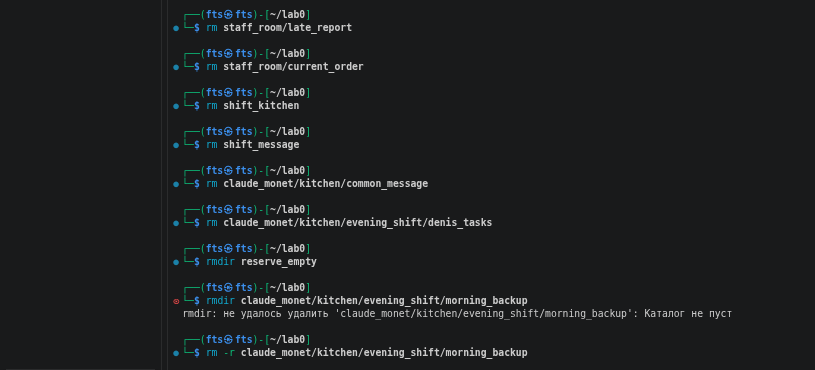 ┌──(fts㉿fts)-[~/lab0]
└─$ rm staff_room/late_report
┌──(fts㉿fts)-[~/lab0]
└─$ rm staff_room/current_order
┌──(fts㉿fts)-[~/lab0]
└─$ rm shift_kitchen
┌──(fts㉿fts)-[~/lab0]
└─$ rm shift_message
┌──(fts㉿fts)-[~/lab0]
└─$ rm claude_monet/kitchen/common_message
┌──(fts㉿fts)-[~/lab0]
└─$ rm claude_monet/kitchen/evening_shift/denis_tasks
┌──(fts㉿fts)-[~/lab0]
└─$ rmdir reserve_empty
┌──(fts㉿fts)-[~/lab0]
└─$ rmdir claude_monet/kitchen/evening_shift/morning_backup
rmdir: не удалось удалить 'claude_monet/kitchen/evening_shift/morning_backup': Каталог не пуст
┌──(fts㉿fts)-[~/lab0]
└─$ rm -r claude_monet/kitchen/evening_shift/morning_backup